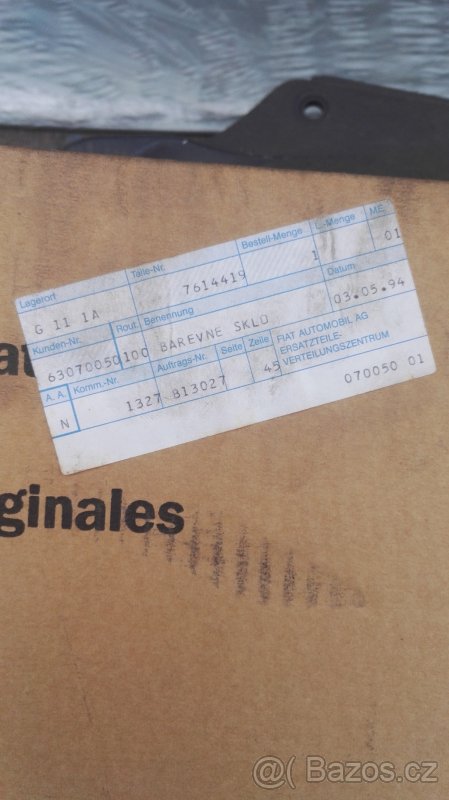 Lagerort Teile-Nr. Bestell-Menge L.-Menge ME
G 11 1A 7614419 1 01
Kunden-Nr. Rout. Benennung Datum
63070050 100 BAREVNE SKLO 03.05.94
A. A. Komm.-Nr. Auftrags-Nr. Seite Zeile FIAT AUTOMOBIL AG
ERSATZTEILE-
VERTEILUNGSZENTRUM
N 1327 B13027 45 070050 01
at
ginales
@ Bazos.cz